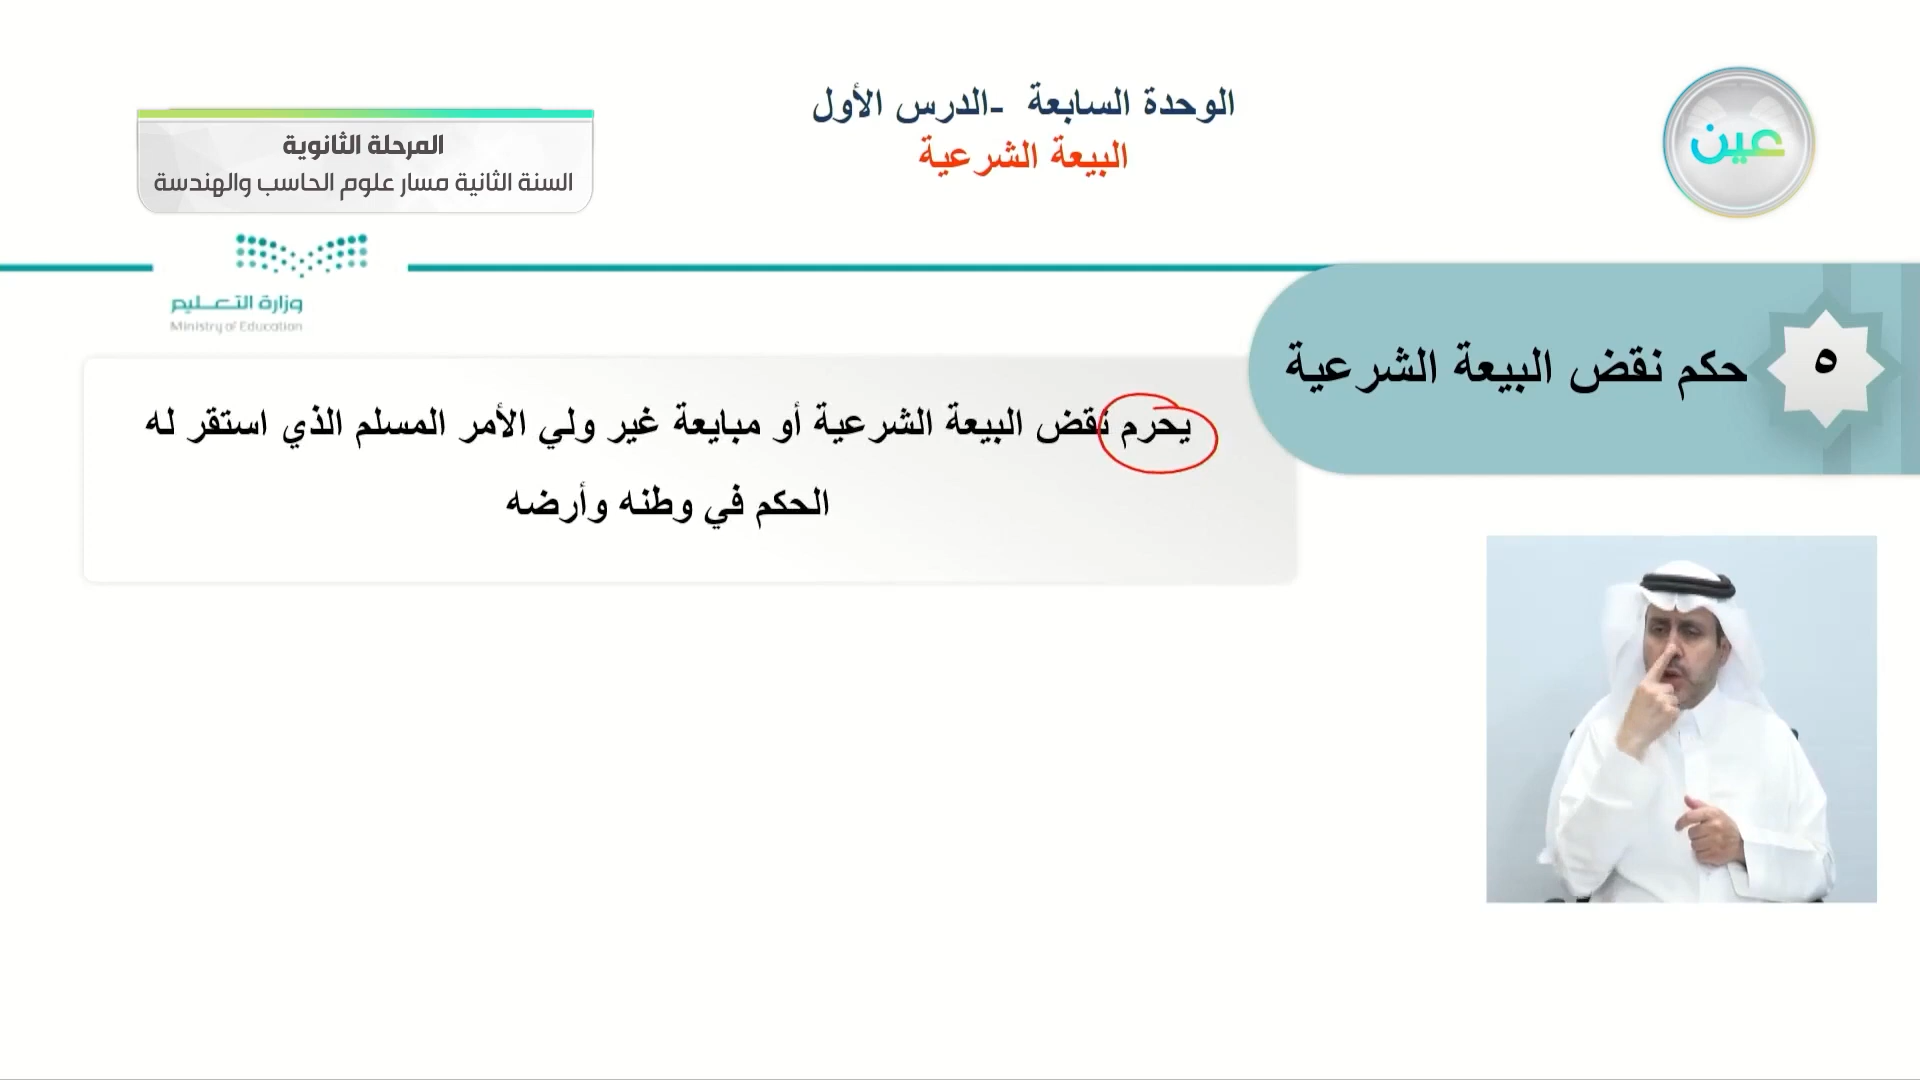 الوحدة السابعة -الدرس الأول
البيعة الشرعية
عين
المرحلة الثانوية
السنة الثانية مسار علوم الحاسب والهندسة
وزارة التعليم
Ministry of Education
٥
حكم نقض البيعة الشرعية
يحرم نقض البيعة الشرعية أو مبايعة غير ولي الأمر المسلم الذي استقر له
الحكم في وطنه وأرضه